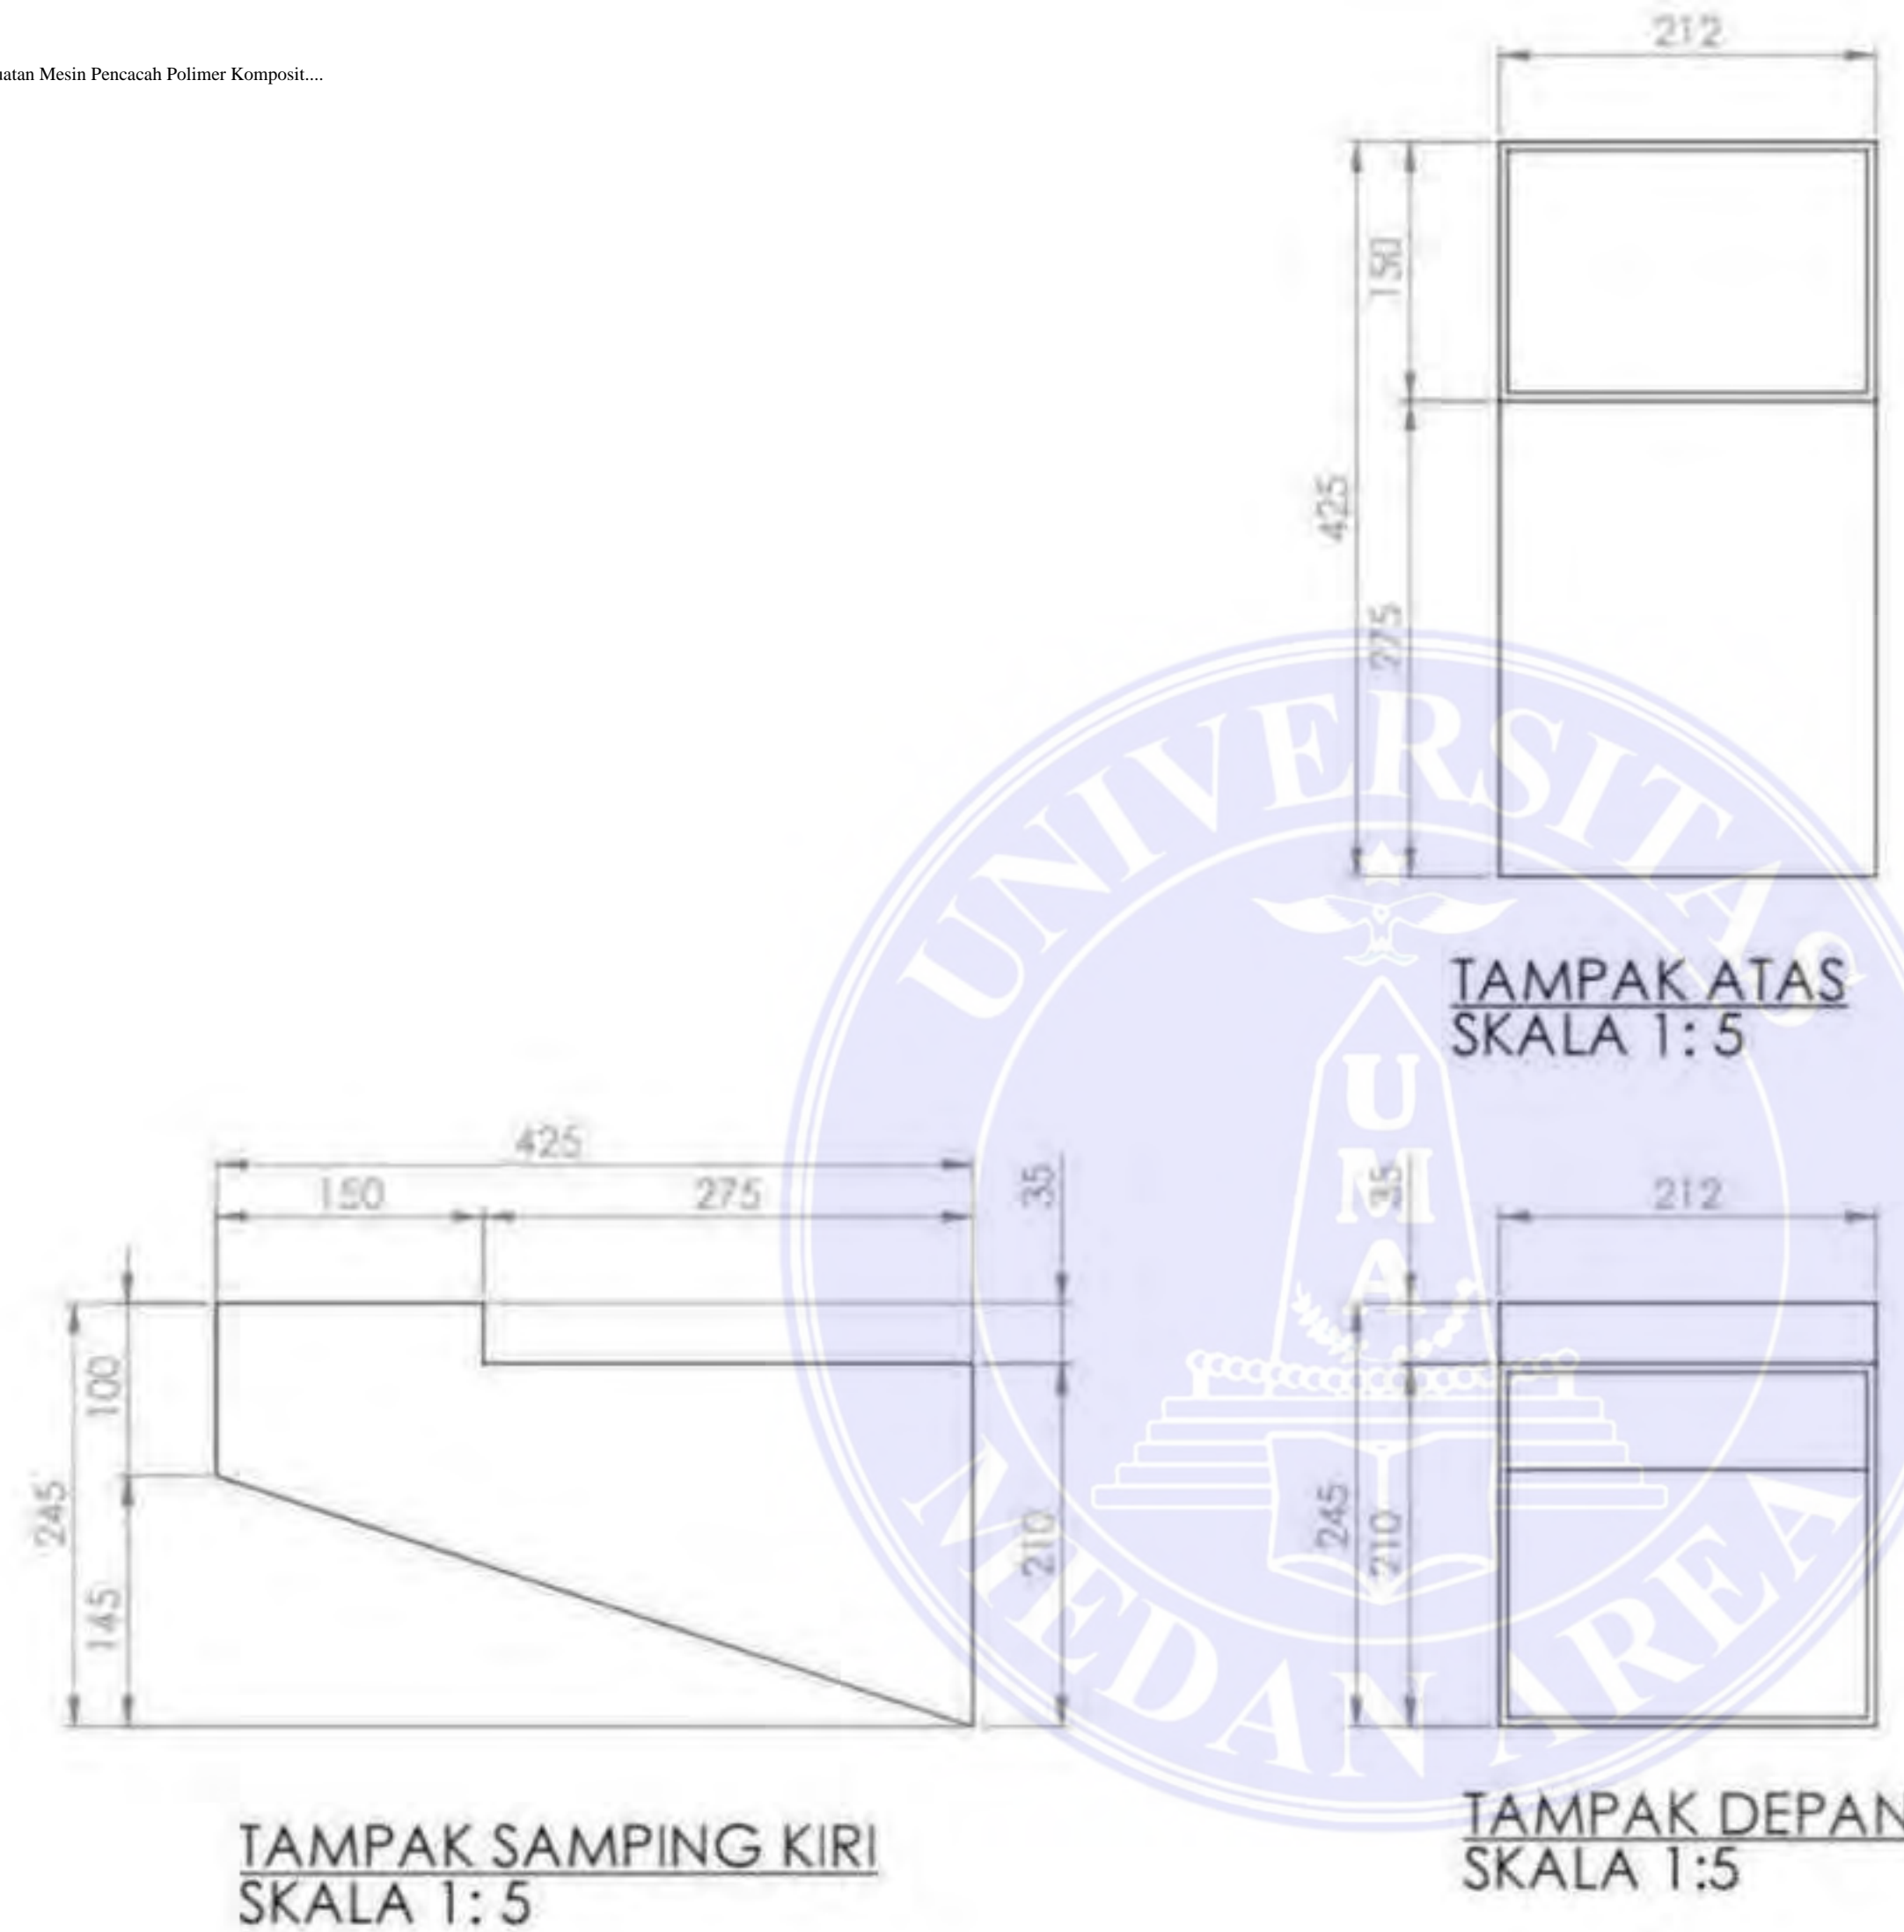 uatan Mesin Pencacah Polimer Komposit....
212
150
425
275
TAMPAK ATAS
SKALA 1: 5
425
150
275
35
100
245
145
210
TAMPAK SAMPING KIRI
SKALA 1: 5
35
212
245
210
TAMPAK DEPAN
SKALA 1:5
UNIVERSITAS
UMA
MEDAN AREA